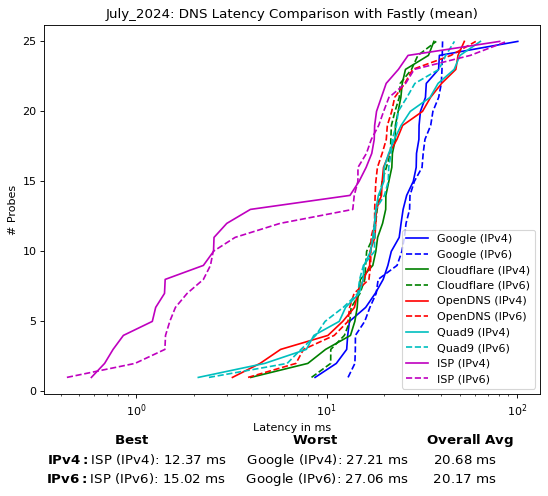 July_2024: DNS Latency Comparison with Fastly (mean)
# Probes
25
20
15
10
5
0
Google (IPv4)
Google (IPv6)
Cloudflare (IPv4)
Cloudflare (IPv6)
OpenDNS (IPv4)
OpenDNS (IPv6)
Quad9 (IPv4)
Quad9 (IPv6)
ISP (IPv4)
ISP (IPv6)
10⁰ 10¹ 10²
Latency in ms
Best Worst Overall Avg
IPv4: ISP (IPv4): 12.37 ms Google (IPv4): 27.21 ms 20.68 ms
IPv6: ISP (IPv6): 15.02 ms Google (IPv6): 27.06 ms 20.17 ms